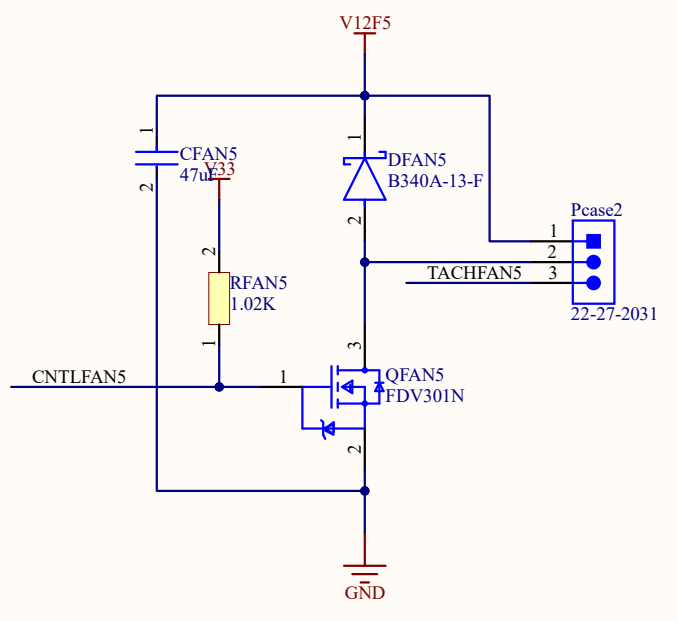 V12F5
1
CFAN5
47uF
2
V33
1
DFAN5
B340A-13-F
2
Pcase2
1
2
TACHFAN5
3
22-27-2031
2
RFAN5
1.02K
1
CNTLFAN5
1
3
QFAN5
FDV301N
2
GND